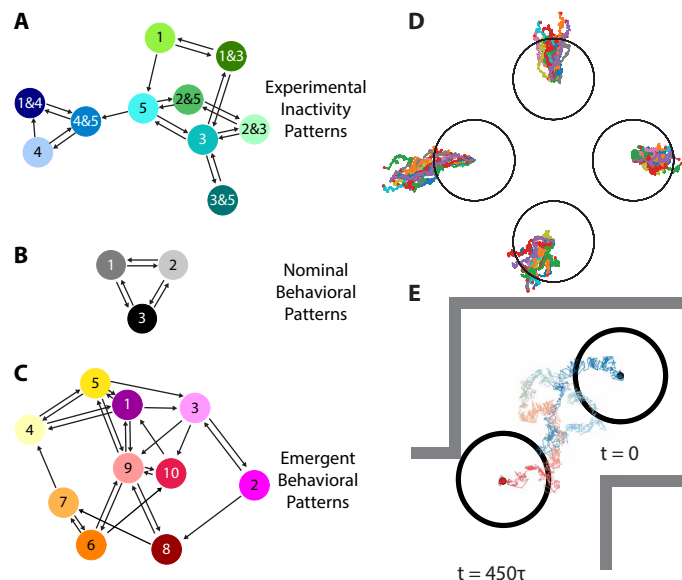 A
1
1&3
Experimental
Inactivity
Patterns
1&4
4&5
4
5
2&5
2&3
3
3&5
B
1
2
3
Nominal
Behavioral
Patterns
C
5
1
3
4
9
10
2
7
6
8
Emergent
Behavioral
Patterns
D
E
t = 0
t = 450τ